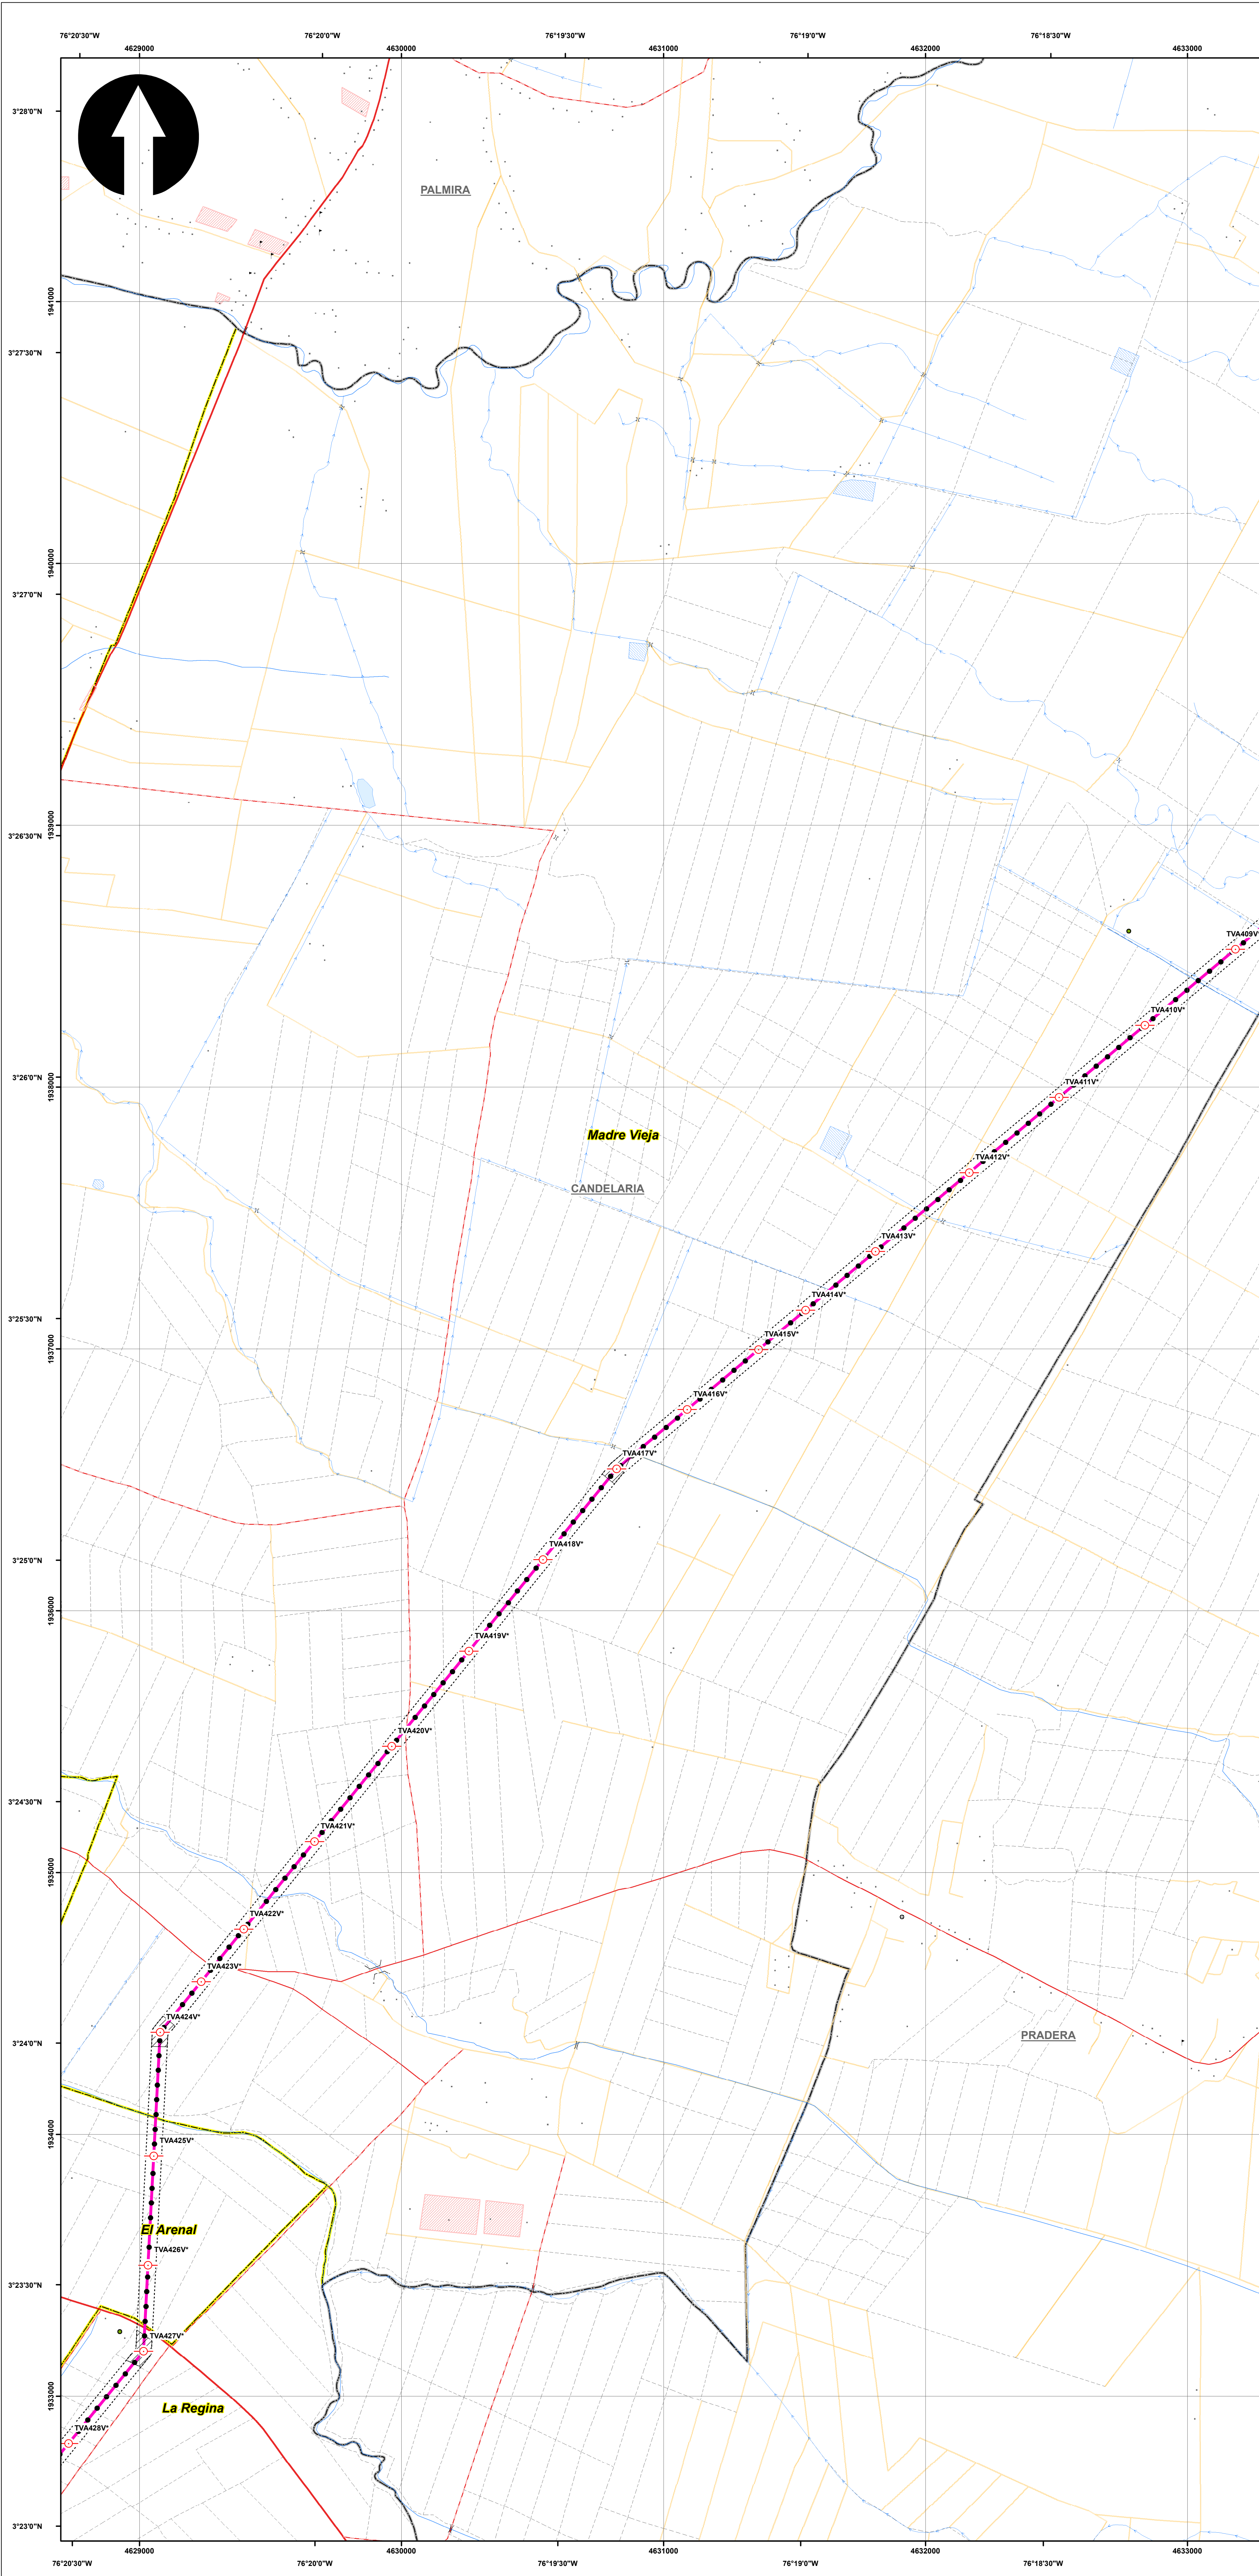 76°20'30"W 76°20'0"W 76°19'30"W 76°19'0"W 76°18'30"W
4629000 4630000 4631000 4632000 4633000
3°28'0"N
PALMIRA
1941000
3°27'30"N
1940000
3°27'0"N
1939000
3°26'30"N
TVA409V*
TVA410V*
3°26'0"N
1938000
TVA411V*
Madre Vieja
TVA412V*
CANDELARIA
TVA413V*
TVA414V*
3°25'30"N
TVA415V*
1937000
TVA416V*
TVA417V*
TVA418V*
3°25'0"N
1936000
TVA419V*
TVA420V*
3°24'30"N
TVA421V*
1935000
TVA422V*
TVA423V*
TVA424V*
PRADERA
3°24'0"N
1934000
TVA425V*
El Arenal
TVA426V*
3°23'30"N
TVA427V*
1933000
La Regina
TVA428V*
3°23'0"N
4629000 4630000 4631000 4632000 4633000
76°20'30"W 76°20'0"W 76°19'30"W 76°19'0"W 76°18'30"W